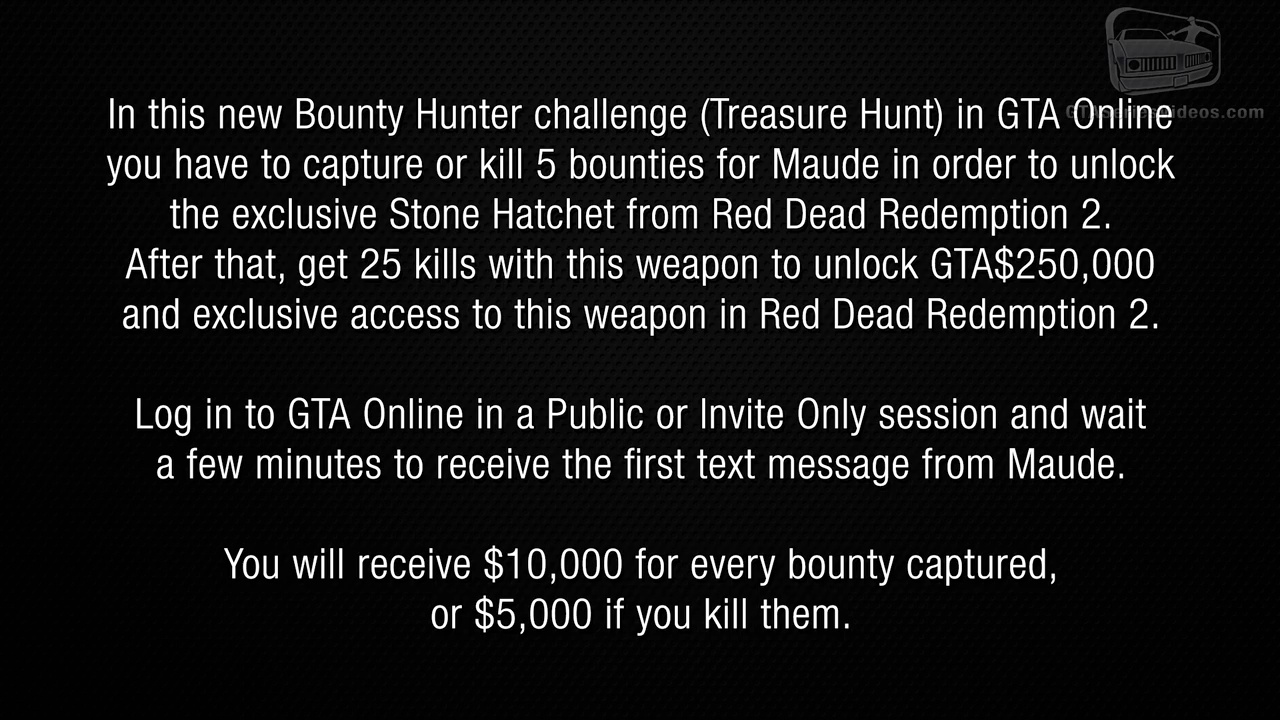 GTAseriesvideos.com
In this new Bounty Hunter challenge (Treasure Hunt) in GTA Online
you have to capture or kill 5 bounties for Maude in order to unlock
the exclusive Stone Hatchet from Red Dead Redemption 2.
After that, get 25 kills with this weapon to unlock GTA$250,000
and exclusive access to this weapon in Red Dead Redemption 2.
Log in to GTA Online in a Public or Invite Only session and wait
a few minutes to receive the first text message from Maude.
You will receive $10,000 for every bounty captured,
or $5,000 if you kill them.